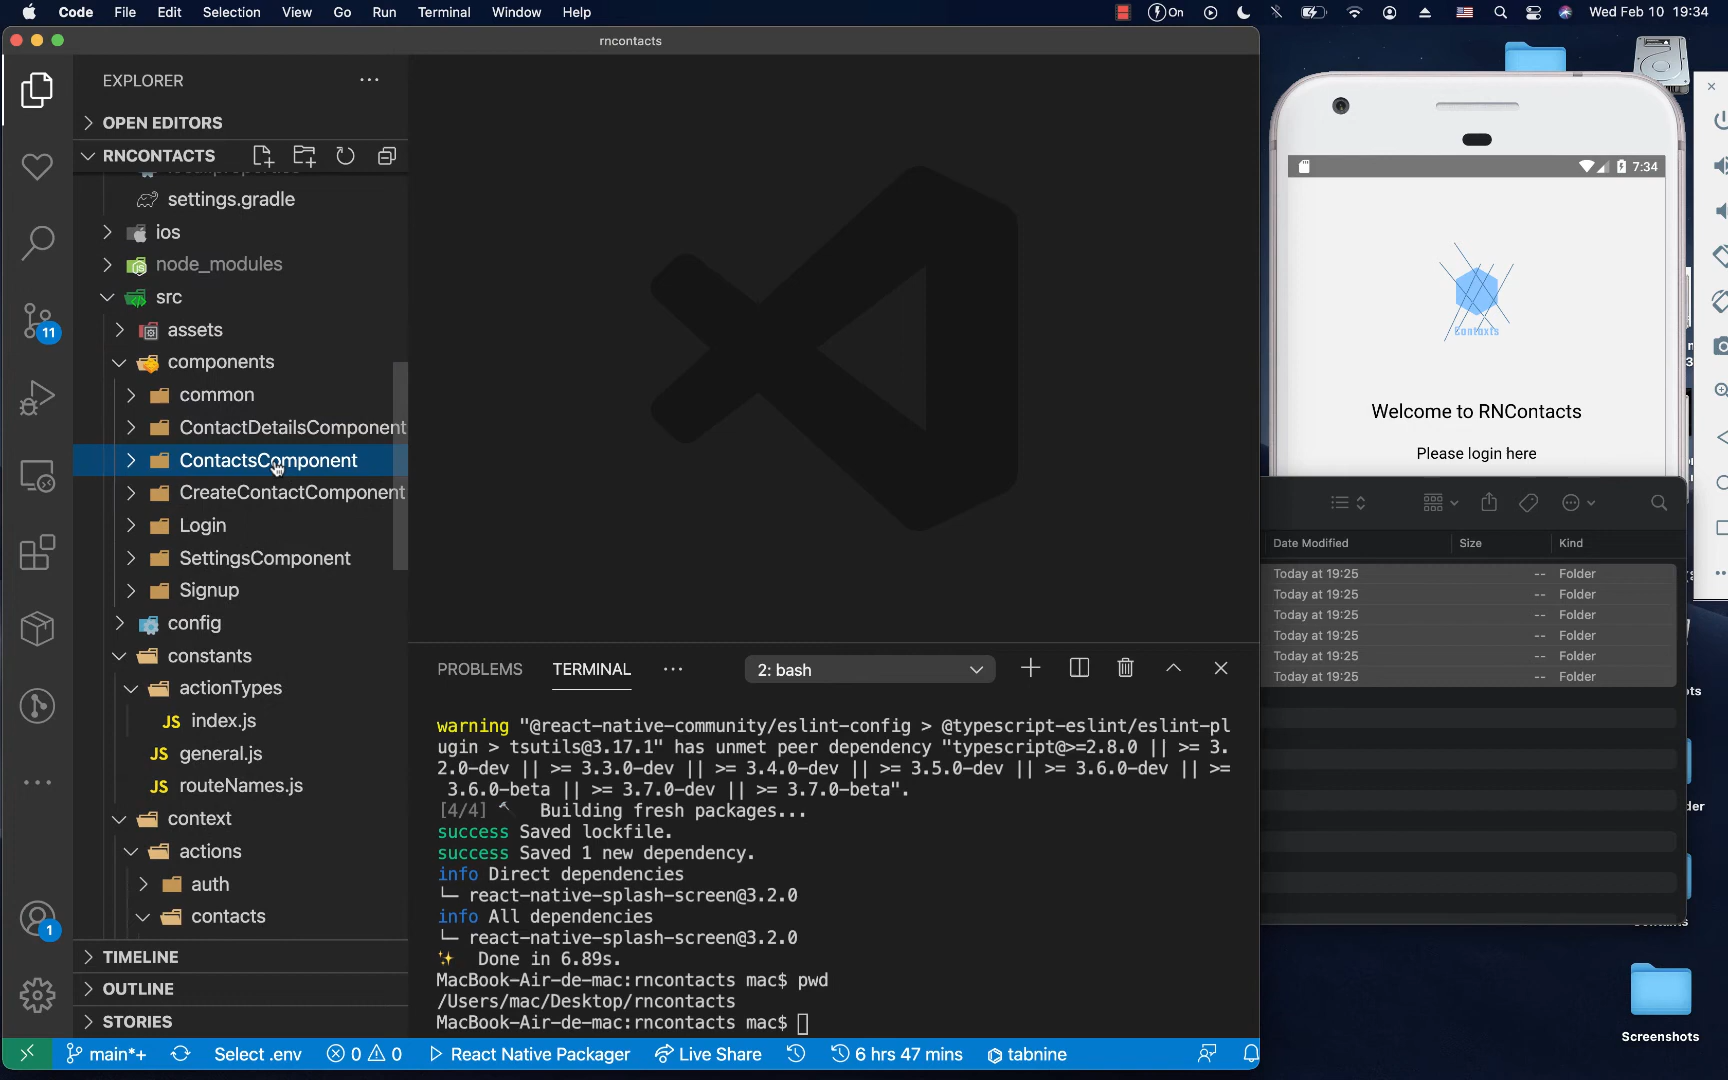 Code File Edit Selection View Go Run Terminal Window Help
On
Wed Feb 10 19:34
rncontacts
EXPLORER
OPEN EDITORS
RNCONTACTS
settings.gradle
ios
node_modules
src
assets
components
common
ContactDetailsComponent
ContactsComponent
CreateContactComponent
Login
SettingsComponent
Signup
config
constants
actionTypes
JS index.js
JS general.js
JS routeNames.js
context
actions
auth
contacts
TIMELINE
OUTLINE
STORIES
11
1
PROBLEMS TERMINAL 2: bash
warning "@react-native-community/eslint-config > @typescript-eslint/eslint-pl
ugin > tsutils@3.17.1" has unmet peer dependency "typescript@>=2.8.0 || >= 3.
2.0-dev || >= 3.3.0-dev || >= 3.4.0-dev || >= 3.5.0-dev || >= 3.6.0-dev || >=
3.6.0-beta || >= 3.7.0-dev || >= 3.7.0-beta".
[4/4] Building fresh packages...
success Saved lockfile.
success Saved 1 new dependency.
info Direct dependencies
└─ react-native-splash-screen@3.2.0
info All dependencies
└─ react-native-splash-screen@3.2.0
✨ Done in 6.89s.
MacBook-Air-de-mac:rncontacts mac$ pwd
/Users/mac/Desktop/rncontacts
MacBook-Air-de-mac:rncontacts mac$
main*+ Select .env 0 0 React Native Packager Live Share 6 hrs 47 mins tabnine
7:34
Contaxts
Welcome to RNContacts
Please login here
Date Modified Size Kind
Today at 19:25 -- Folder
Today at 19:25 -- Folder
Today at 19:25 -- Folder
Today at 19:25 -- Folder
Today at 19:25 -- Folder
Today at 19:25 -- Folder
Screenshots